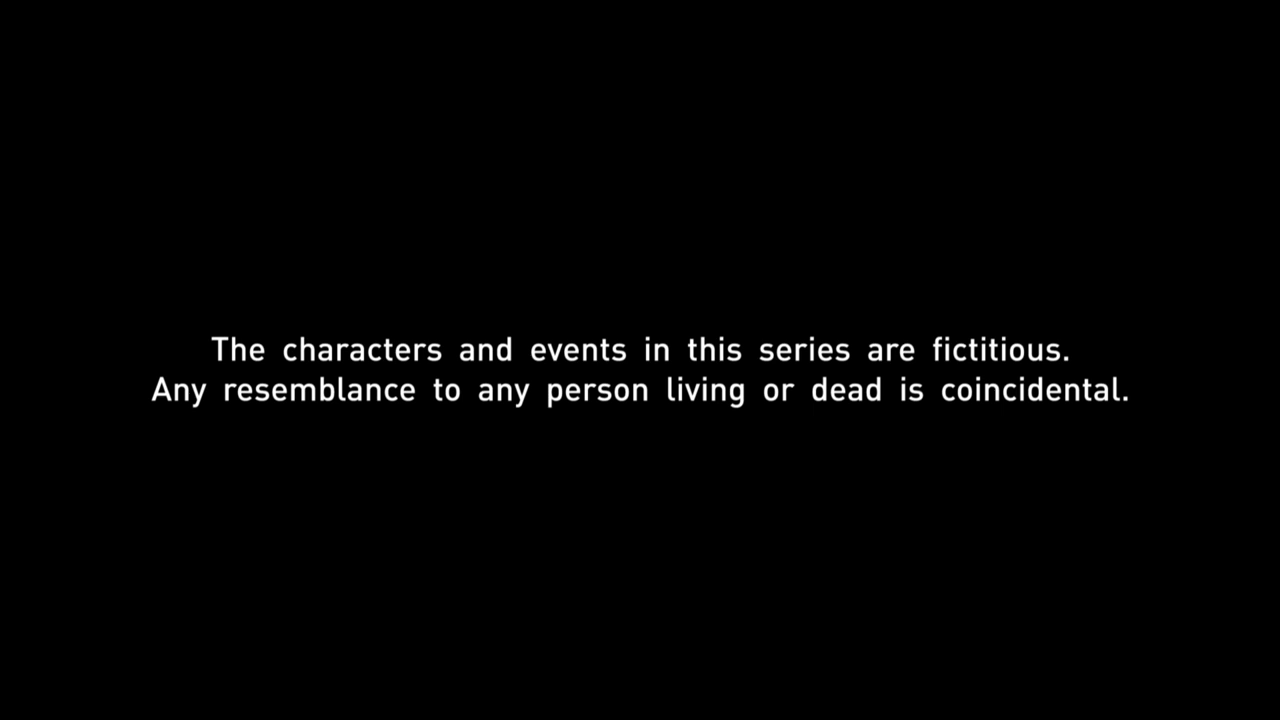 The characters and events in this series are fictitious.
Any resemblance to any person living or dead is coincidental.